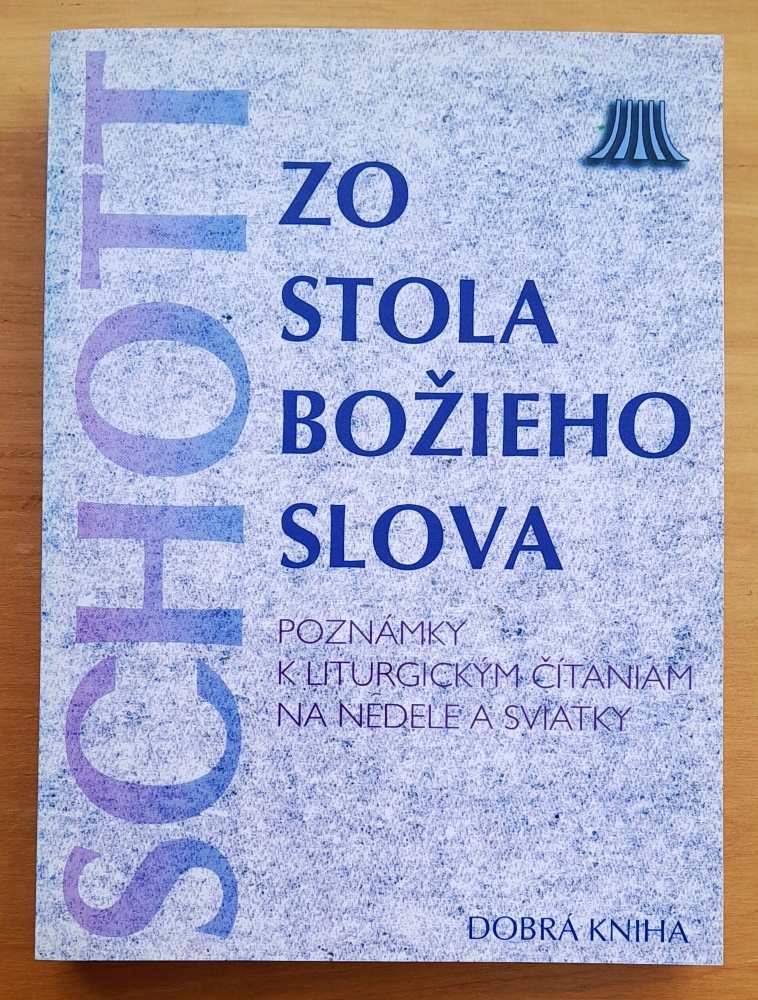 SCHOTT
ZO
STOLA
BOŽIEHO
SLOVA
POZNÁMKY
K LITURGICKÝM ČÍTANIAM
NA NEDELE A SVIATKY
DOBRÁ KNIHA